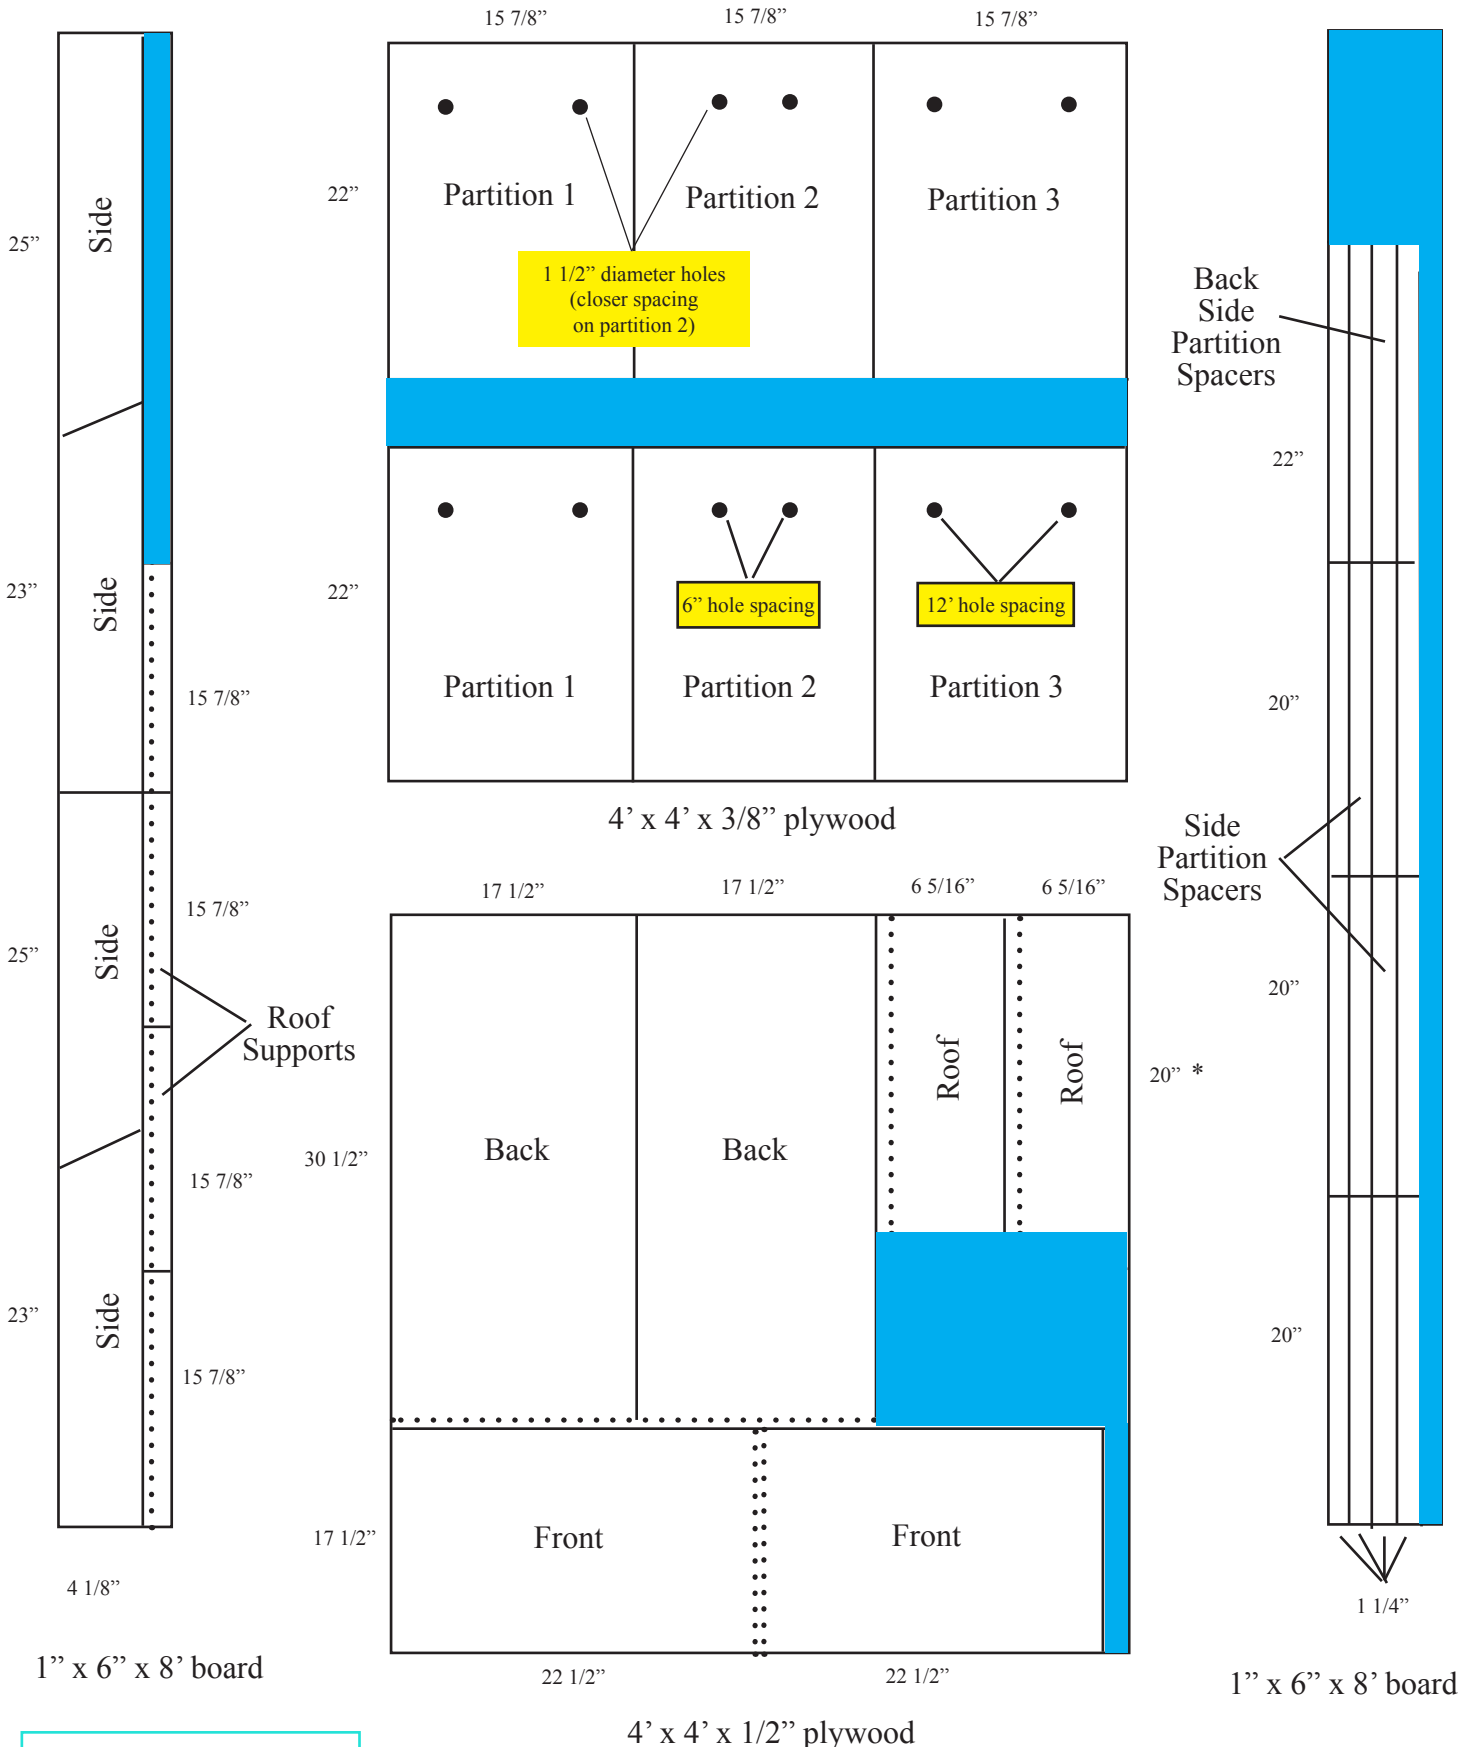 15 7/8”
15 7/8”
15 7/8”
Side
25”
22”
Partition 1
Partition 2
Partition 3
1 1/2” diameter holes
(closer spacing
on partition 2)
Back
Side
Partition
Spacers
22”
Side
23”
22”
6” hole spacing
12’ hole spacing
Partition 1
Partition 2
Partition 3
15 7/8”
20”
4’ x 4’ x 3/8” plywood
Side
Partition
Spacers
17 1/2”
17 1/2”
6 5/16”
6 5/16”
15 7/8”
Side
25”
20”
Roof
Supports
Roof
Roof
20” *
Back
Back
30 1/2”
15 7/8”
Side
23”
20”
15 7/8”
17 1/2”
Front
Front
4 1/8”
1 1/4”
1” x 6” x 8’ board
22 1/2”
22 1/2”
1” x 6” x 8’ board
4’ x 4’ x 1/2” plywood